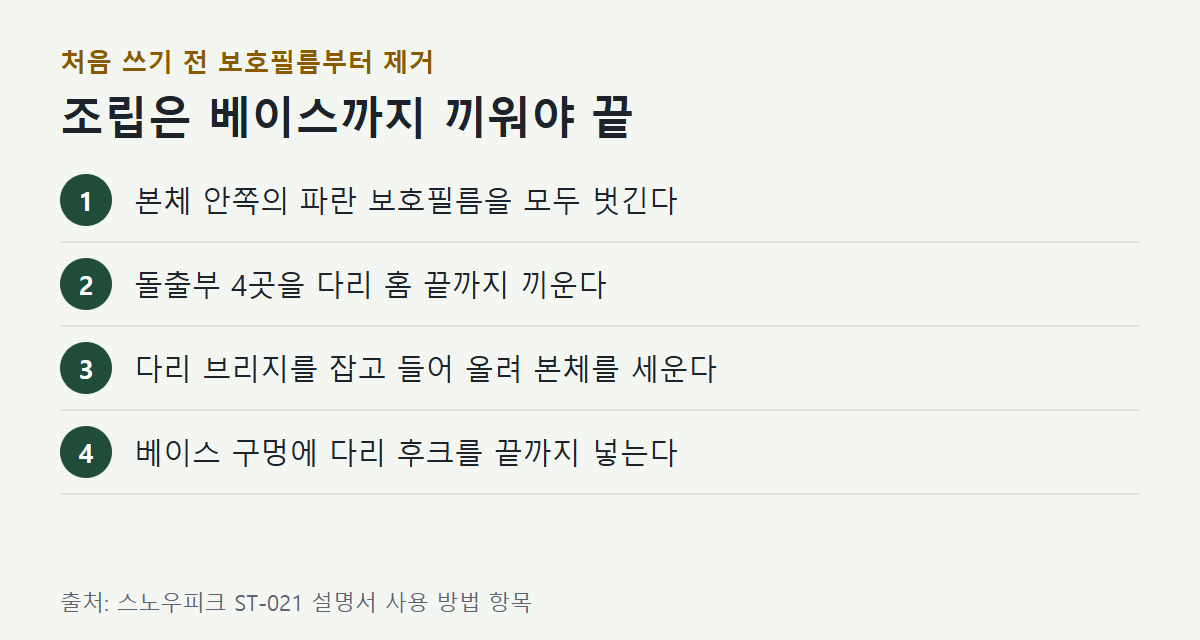 처음 쓰기 전 보호필름부터 제거
조립은 베이스까지 끼워야 끝
1 본체 안쪽의 파란 보호필름을 모두 벗긴다
2 돌출부 4곳을 다리 홈 끝까지 끼운다
3 다리 브리지를 잡고 들어 올려 본체를 세운다
4 베이스 구멍에 다리 후크를 끝까지 넣는다
출처: 스노우피크 ST-021 설명서 사용 방법 항목